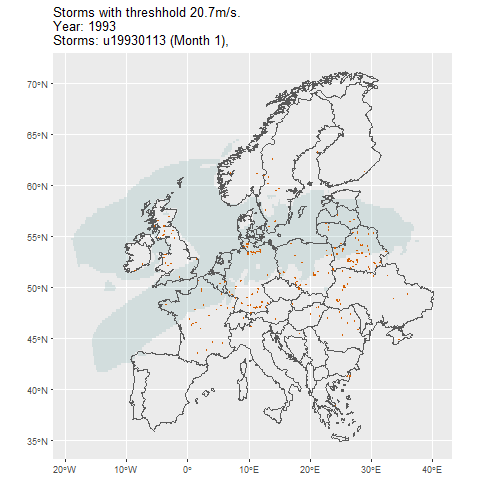 Storms with threshhold 20.7m/s.
Year: 1993
Storms: u19930113 (Month 1),
70°N
65°N
60°N
55°N
50°N
45°N
40°N
35°N
20°W
10°W
0°
10°E
20°E
30°E
40°E